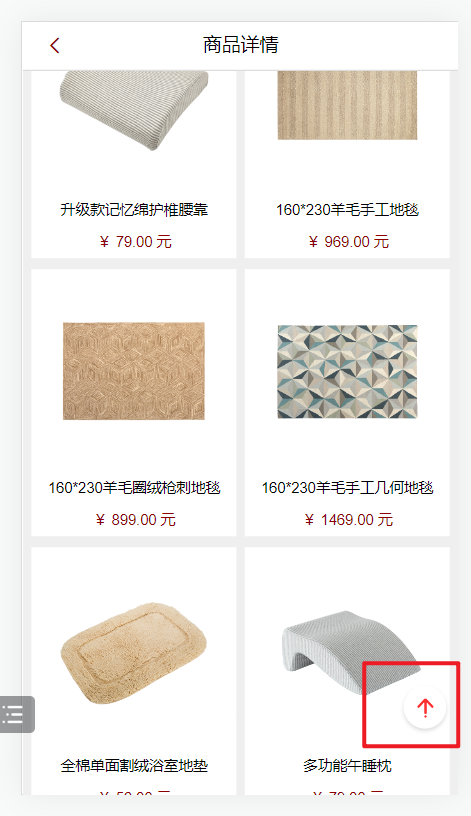 商品详情
升级款记忆绵护椎腰靠
160*230羊毛手工地毯
¥ 79.00 元
¥ 969.00 元
160*230羊毛圈绒枪刺地毯
160*230羊毛手工几何地毯
¥ 899.00 元
¥ 1469.00 元
全棉单面割绒浴室地垫
多功能午睡枕
¥ 79.00 元